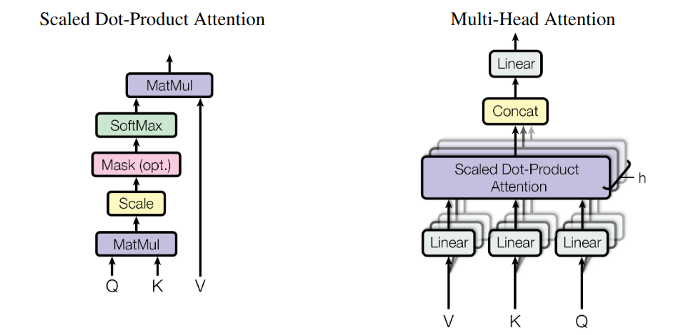 Scaled Dot-Product Attention
MatMul
SoftMax
Mask (opt.)
Scale
MatMul
Q K V
Multi-Head Attention
Linear
Concat
Scaled Dot-Product
Attention
h
Linear Linear Linear
V K Q